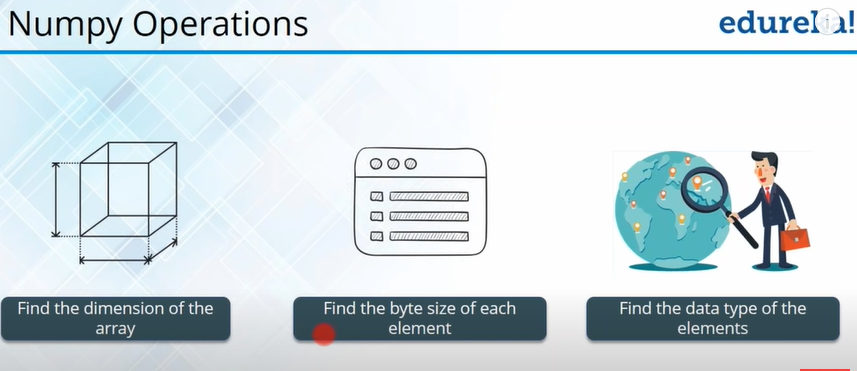 Numpy Operations
edureka!
Find the dimension of the
array
Find the byte size of each
element
Find the data type of the
elements